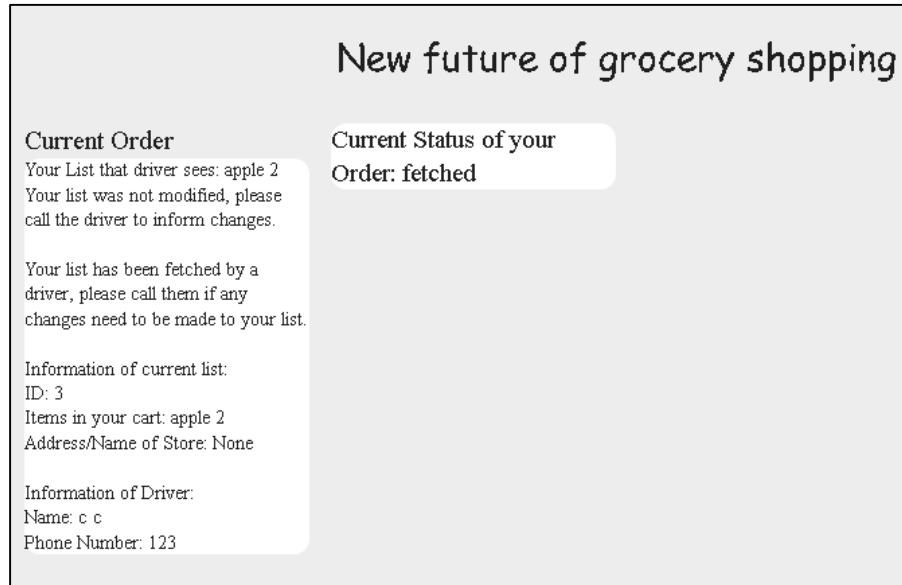 New future of grocery shopping
Current Order
Your List that driver sees: apple 2
Your list was not modified, please
call the driver to inform changes.
Your list has been fetched by a
driver, please call them if any
changes need to be made to your list.
Information of current list:
ID: 3
Items in your cart: apple 2
Address/Name of Store: None
Information of Driver:
Name: c c
Phone Number: 123
Current Status of your
Order: fetched